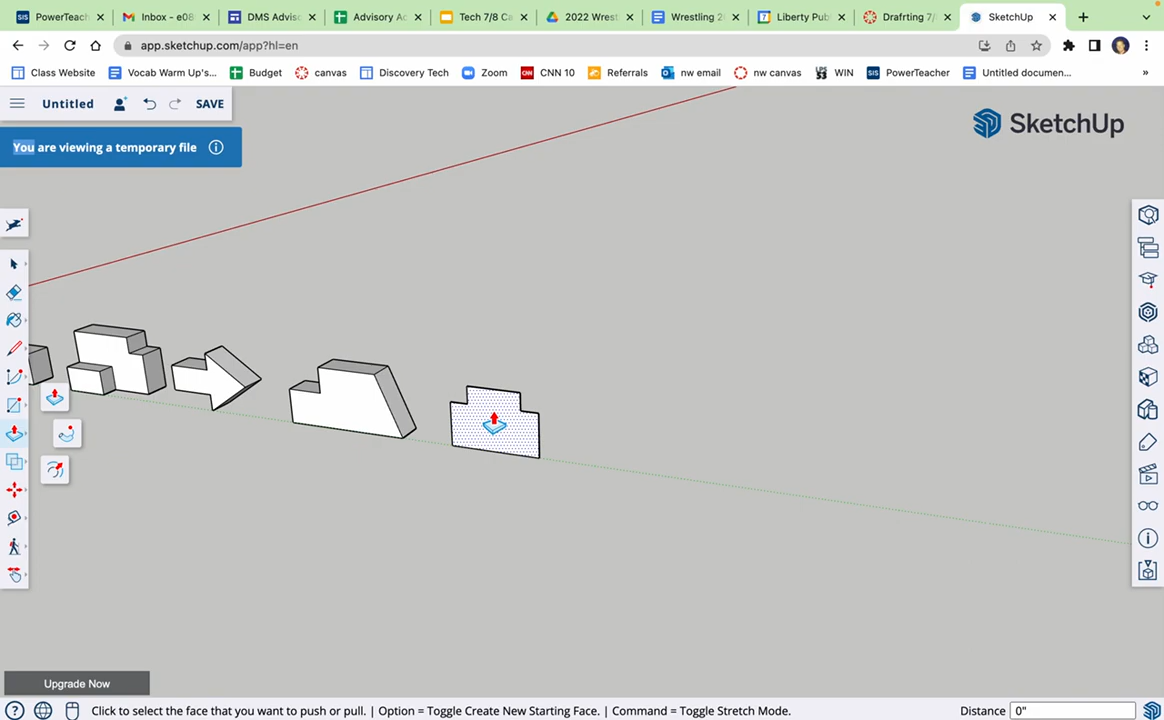 PowerTeach
Inbox - e08
DMS Adviso
Advisory Ac
Tech 7/8 Ca
2022 Wrest
Wrestling 2
Liberty Pub
Drafrting 7/
SketchUp
app.sketchup.com/app?hl=en
Class Website
Vocab Warm Up's...
Budget
canvas
Discovery Tech
Zoom
CNN 10
Referrals
nw email
nw canvas
WIN
PowerTeacher
Untitled documen...
»
Untitled
SAVE
SketchUp
You are viewing a temporary file
Upgrade Now
Click to select the face that you want to push or pull. | Option = Toggle Create New Starting Face. | Command = Toggle Stretch Mode.
Distance 0"